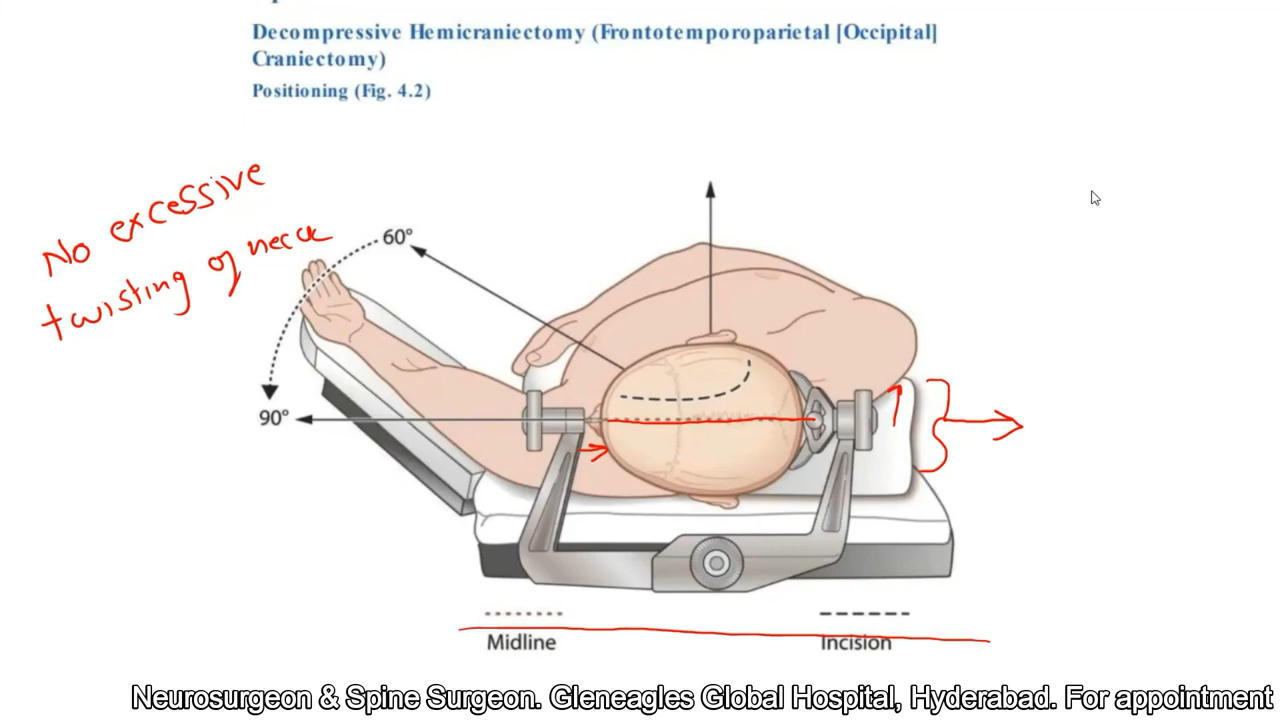 Decompressive Hemicraniectomy (Frontotemporoparietal [Occipital]
Craniectomy)
Positioning (Fig. 4.2)
No excessive
twisting of neck
60°
90°
Midline
Incision
Neurosurgeon & Spine Surgeon. Gleneagles Global Hospital, Hyderabad. For appointment